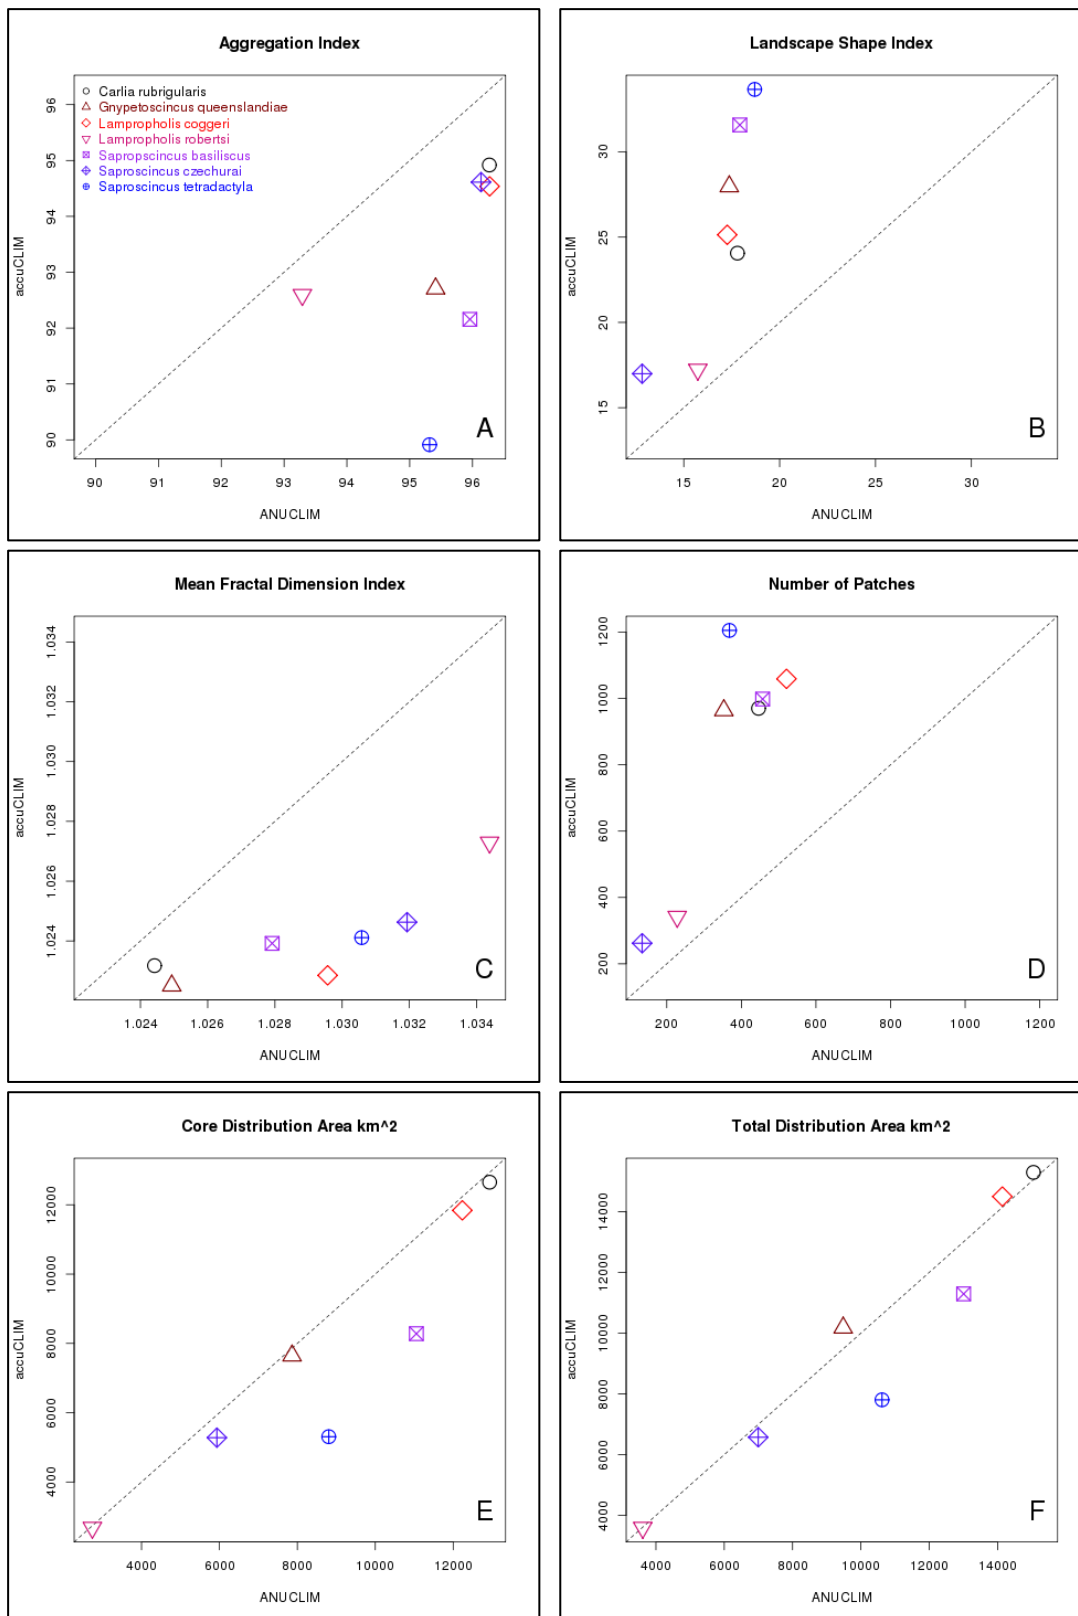 Aggregation Index
96
95
94
93
92
91
90
accuCLIM
Carlia rubrigularis
Gnypetoscincus queenslandiae
Lampropholis coggeri
Lampropholis robertsi
Sapropscincus basiliscus
Saproscincus czechurai
Saproscincus tetradactyla
A
90 91 92 93 94 95 96
ANUCLIM
Landscape Shape Index
30
25
20
15
accuCLIM
B
15 20 25 30
ANUCLIM
Mean Fractal Dimension Index
1.034
1.032
1.030
1.028
1.026
1.024
accuCLIM
C
1.024 1.026 1.028 1.030 1.032 1.034
ANUCLIM
Number of Patches
1200
1000
800
600
400
200
accuCLIM
D
200 400 600 800 1000 1200
ANUCLIM
Core Distribution Area km^2
12000
10000
8000
6000
4000
accuCLIM
E
4000 6000 8000 10000 12000
ANUCLIM
Total Distribution Area km^2
14000
12000
10000
8000
6000
4000
accuCLIM
F
4000 6000 8000 10000 12000 14000
ANUCLIM